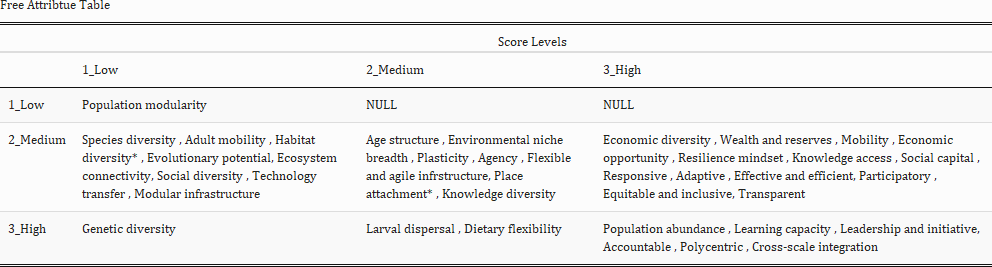 Free Attribtue Table
Score Levels
1_Low 2_Medium 3_High
1_Low Population modularity NULL NULL
2_Medium Species diversity , Adult mobility , Habitat Age structure , Environmental niche Economic diversity , Wealth and reserves , Mobility , Economic
diversity* , Evolutionary potential, Ecosystem breadth , Plasticity , Agency , Flexible opportunity , Resilience mindset , Knowledge access , Social capital ,
connectivity, Social diversity , Technology and agile infrstructure, Place Responsive , Adaptive , Effective and efficient, Participatory ,
transfer , Modular infrastructure attachment* , Knowledge diversity Equitable and inclusive, Transparent
3_High Genetic diversity Larval dispersal , Dietary flexibility Population abundance , Learning capacity , Leadership and initiative,
Accountable , Polycentric , Cross-scale integration